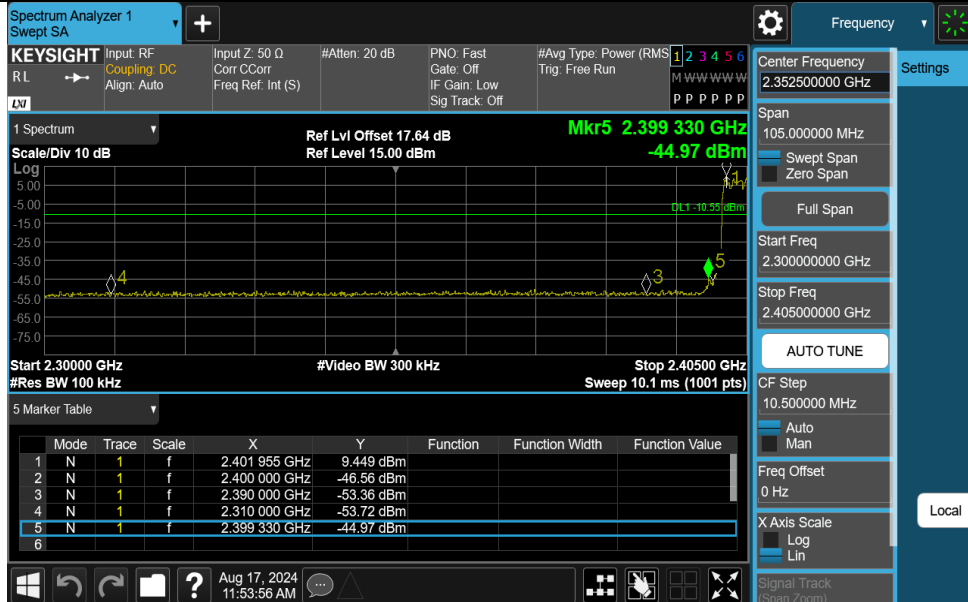 Spectrum Analyzer 1
Swept SA
+
Frequency
KEYSIGHT
RL
LXI
Input: RF
Coupling: DC
Align: Auto
Input Z: 50 Ω
Corr CCorr
Freq Ref: Int (S)
#Atten: 20 dB
PNO: Fast
Gate: Off
IF Gain: Low
Sig Track: Off
#Avg Type: Power (RMS
Trig: Free Run
1 2 3 4 5 6
M W W W W W
P P P P P P
1 Spectrum
Scale/Div 10 dB
Ref Lvl Offset 17.64 dB
Ref Level 15.00 dBm
Mkr5 2.399 330 GHz
-44.97 dBm
Log
5.00
-5.00
-15.0
-25.0
-35.0
-45.0
-55.0
-65.0
-75.0
DL1 -10.55 dBm
1
5
3
4
Start 2.30000 GHz
#Video BW 300 kHz
Stop 2.40500 GHz
#Res BW 100 kHz
Sweep 10.1 ms (1001 pts)
5 Marker Table
Mode Trace Scale X Y Function Function Width Function Value
1 N 1 f 2.401 955 GHz 9.449 dBm
2 N 1 f 2.400 000 GHz -46.56 dBm
3 N 1 f 2.390 000 GHz -53.36 dBm
4 N 1 f 2.310 000 GHz -53.72 dBm
5 N 1 f 2.399 330 GHz -44.97 dBm
6
?
Aug 17, 2024
11:53:56 AM
Center Frequency
2.352500000 GHz
Span
105.000000 MHz
Swept Span
Zero Span
Full Span
Start Freq
2.300000000 GHz
Stop Freq
2.405000000 GHz
AUTO TUNE
CF Step
10.500000 MHz
Auto
Man
Freq Offset
0 Hz
X Axis Scale
Log
Lin
Signal Track
(Span Zoom)
Settings
Local